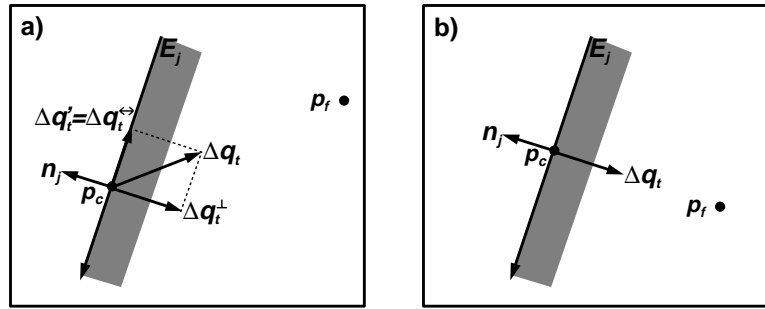 a)
E_j
p_f
Δq'_t=Δq_t^↔
Δq_t
n_j
p_c
Δq_t^⊥
b)
E_j
p_c
n_j
Δq_t
p_f